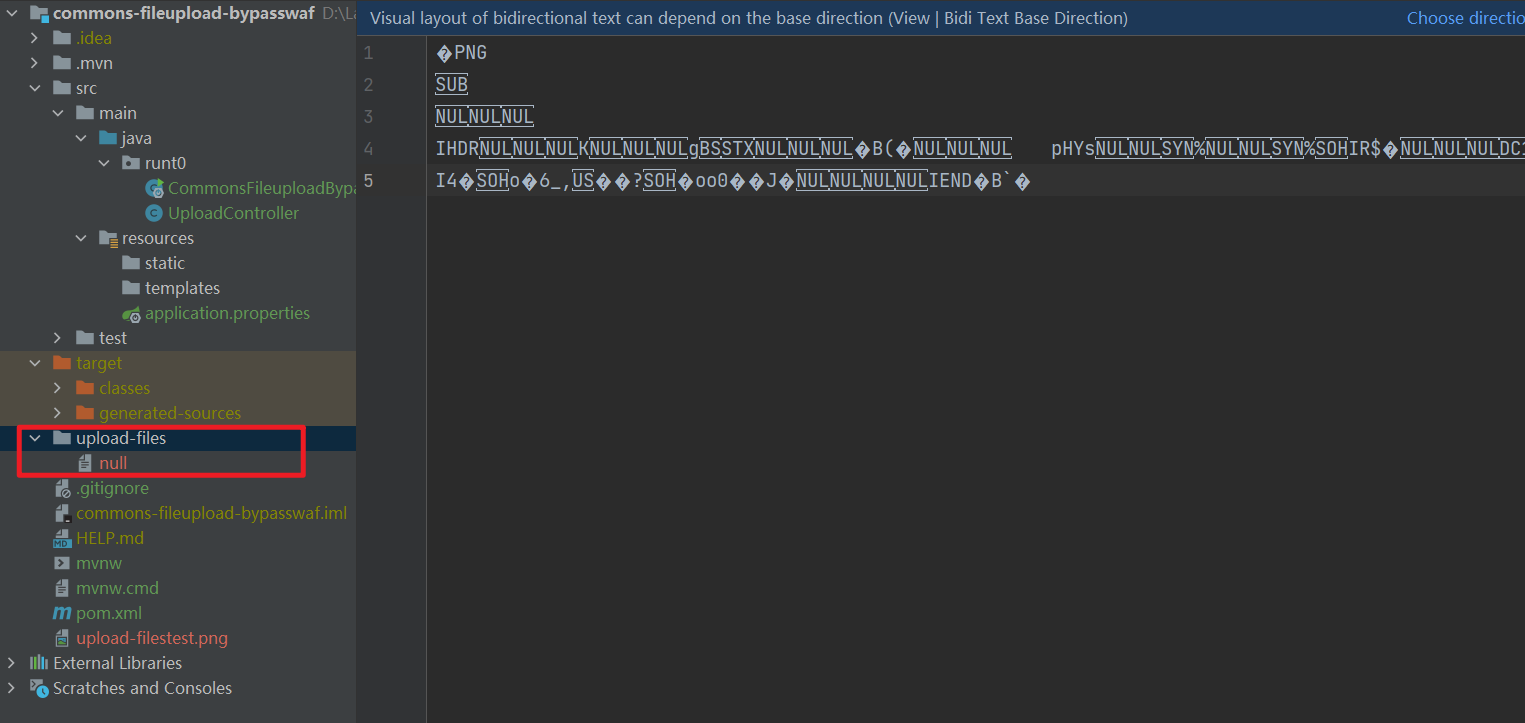 commons-fileupload-bypasswaf D:\La
.idea
.mvn
src
main
java
runt0
CommonsFileuploadBypa
UploadController
resources
static
templates
application.properties
test
target
classes
generated-sources
upload-files
null
.gitignore
commons-fileupload-bypasswaf.iml
HELP.md
mvnw
mvnw.cmd
pom.xml
upload-filestest.png
External Libraries
Scratches and Consoles
Visual layout of bidirectional text can depend on the base direction (View | Bidi Text Base Direction) Choose directio
1 �PNG
2 SUB
3 NULNULNUL
4 IHDRNULNULNULKNULNULNULgBSSTXNULNULNUL�B(�NULNULNUL pHYsNULNULSYN%NULNULSYN%SOHIR$�NULNULNULDC1
5 I4�SOHo�6_,US��?SOH�oo0��J�NULNULNULNULIEND�B`�